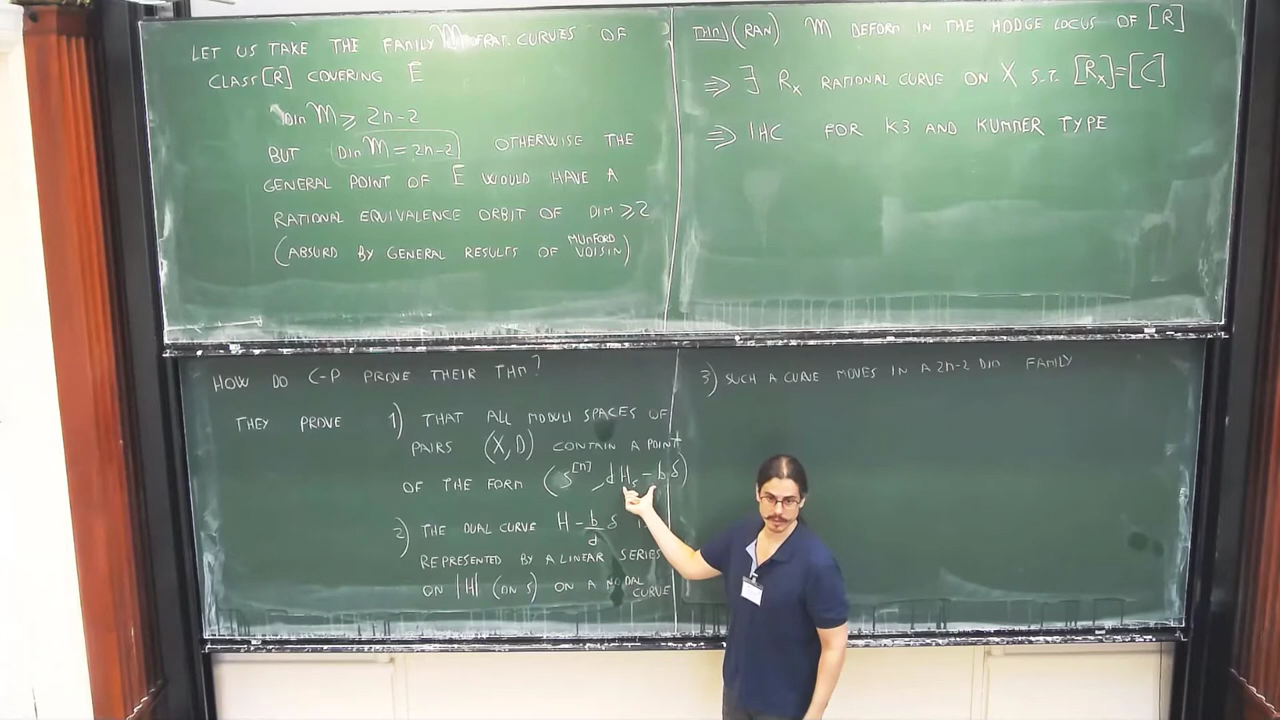 LET US TAKE THE FAMILY M OF RAT. CURVES OF
CLASS [R] COVERING E
DIM M ≥ 2n-2
BUT DIM M = 2n-2 OTHERWISE THE
GENERAL POINT OF E WOULD HAVE A
RATIONAL EQUIVALENCE ORBIT OF DIM ≥ 2
(ABSURD BY GENERAL RESULTS OF MUMFORD VOISIN)
THM (RAN) M DEFORM IN THE HODGE LOCUS OF [R]
⇒ ∃ Rx RATIONAL CURVE ON X S.T. [Rx]=[C]
⇒ IHC FOR K3 AND KUMMER TYPE
HOW DO C-P PROVE THEIR THM?
THEY PROVE 1) THAT ALL MODULI SPACES OF
PAIRS (X,D) CONTAIN A POINT
OF THE FORM (S^[n], dHs - bδ)
2) THE DUAL CURVE H - b/d δ
REPRESENTED BY A LINEAR SERIES
ON |H| (ON S) ON A NODAL CURVE
3) SUCH A CURVE MOVES IN A 2n-2 DIM FAMILY